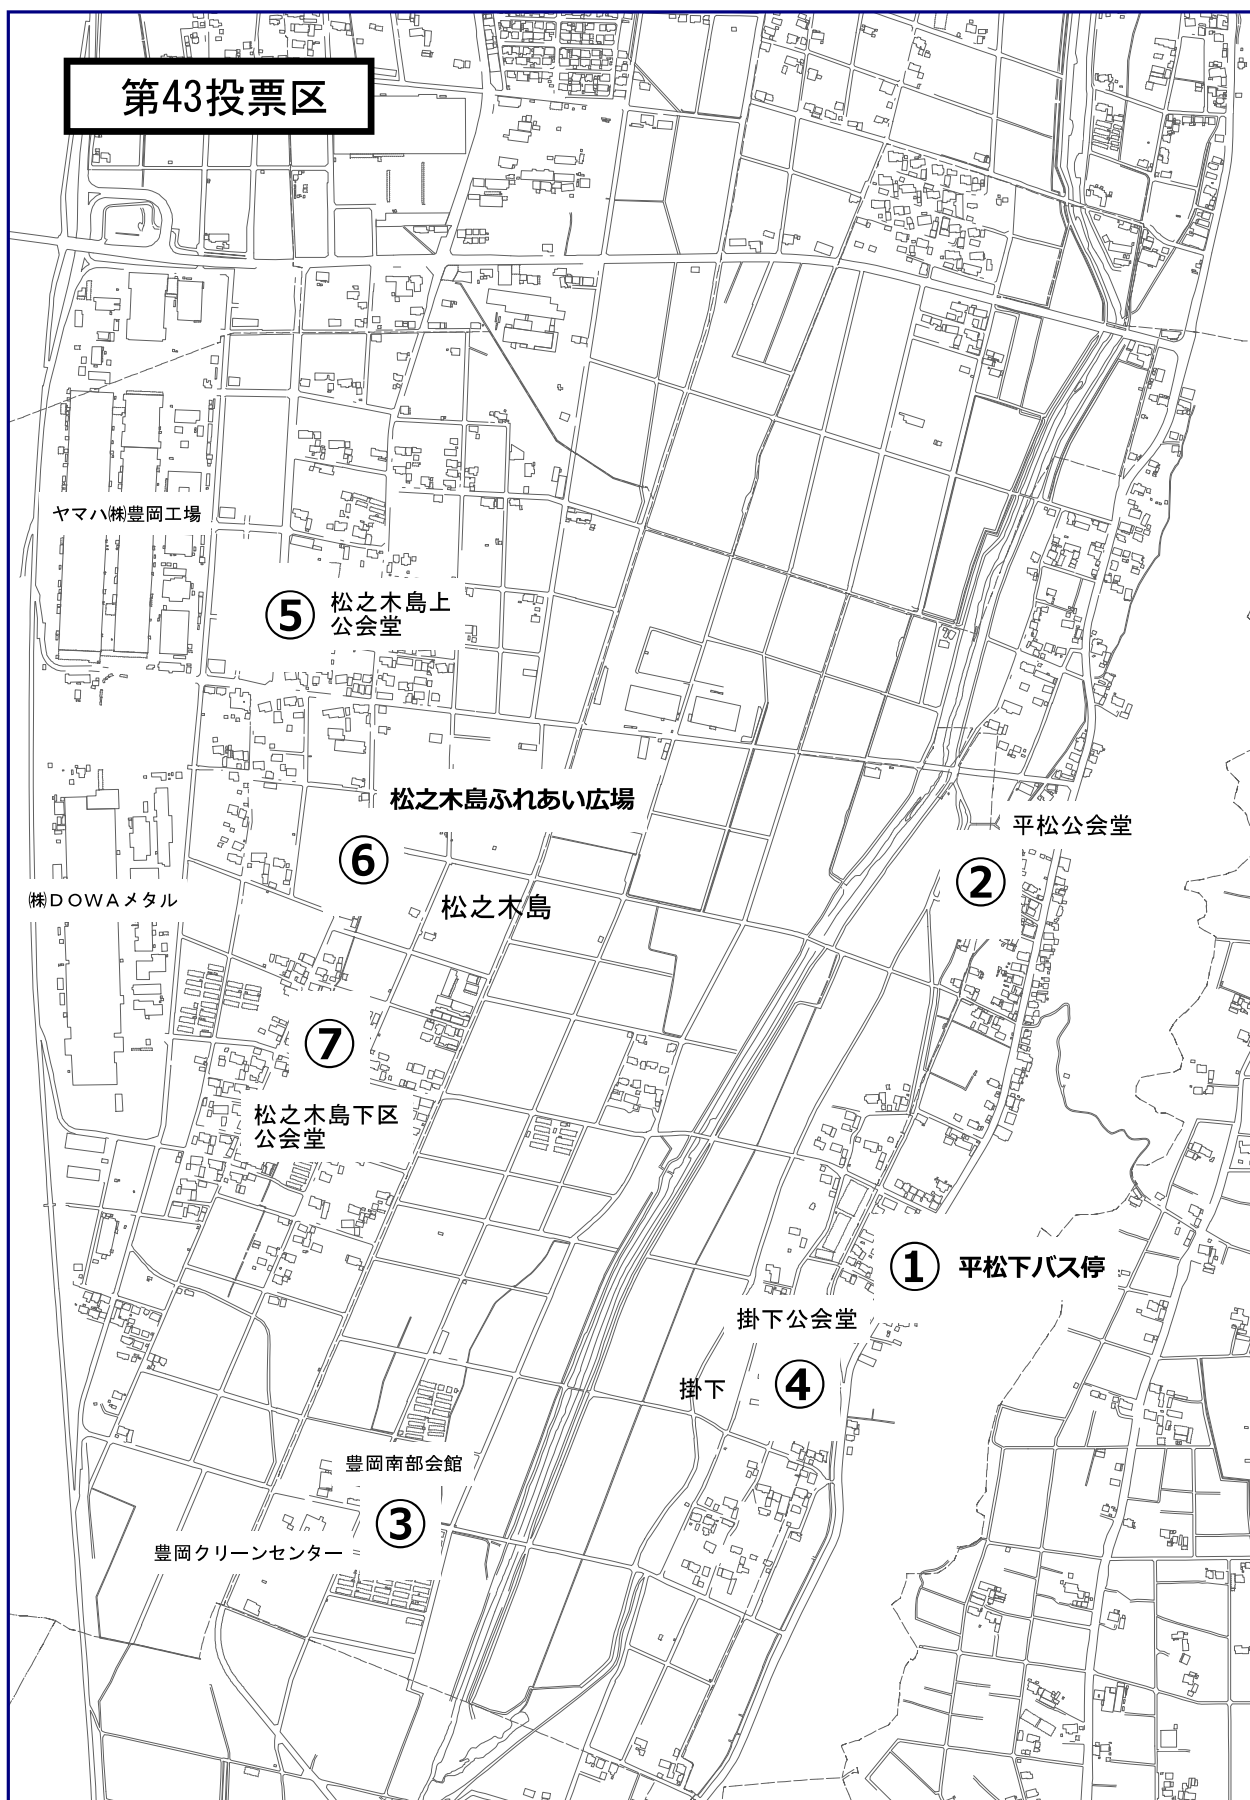 第43投票区
ヤマハ㈱豊岡工場
⑤
松之木島上
公会堂
松之木島ふれあい広場
平松公会堂
⑥
②
㈱DOWAメタル
松之木島
⑦
松之木島下区
公会堂
①
平松下バス停
掛下公会堂
掛下
④
豊岡南部会館
③
豊岡クリーンセンター